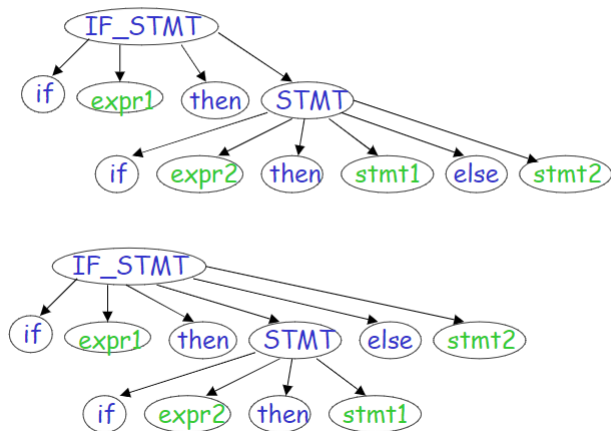 IF_STMT
if expr1 then STMT
if expr2 then stmt1 else stmt2
IF_STMT
if expr1 then STMT else stmt2
if expr2 then stmt1